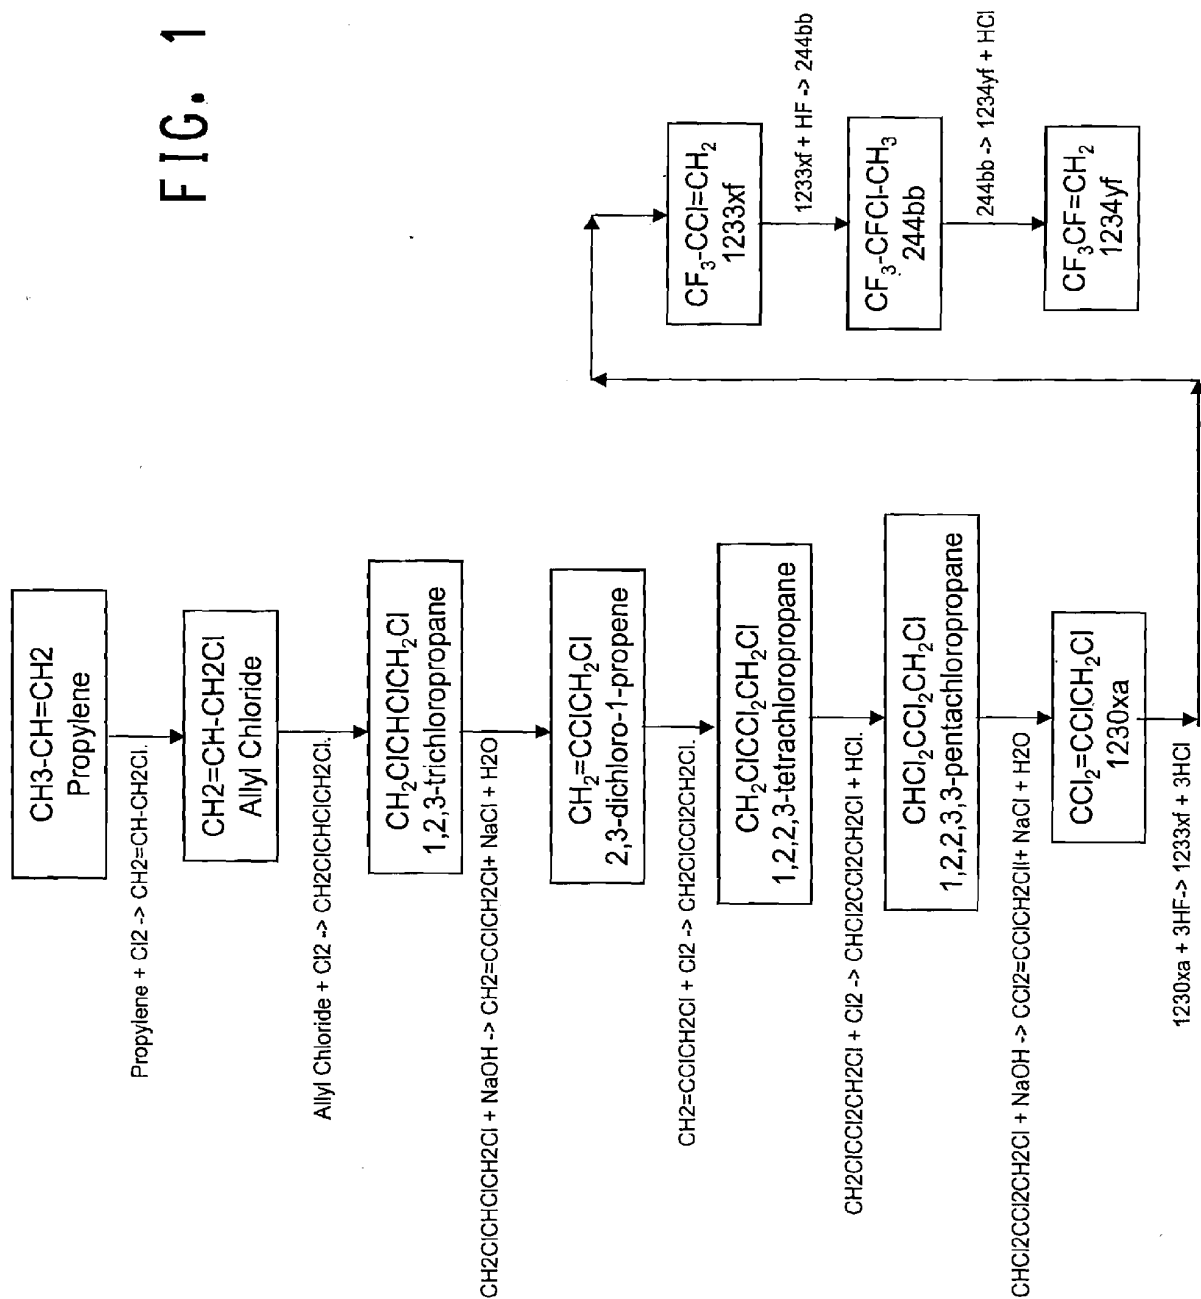 FIG. 1
CH3-CH=CH2
Propylene
Propylene + Cl2 -> CH2=CH-CH2Cl.
CH2=CH-CH2Cl
Allyl Chloride
Allyl Chloride + Cl2 -> CH2ClCHClCH2Cl.
CH₂ClCHClCH₂Cl
1,2,3-trichloropropane
CH2ClCHClCH2Cl + NaOH -> CH2=CClCH2Cl+ NaCl + H2O
CH₂=CClCH₂Cl
2,3-dichloro-1-propene
CH2=CClCH2Cl + Cl2 -> CH2ClCCl2CH2Cl.
CH₂ClCCl₂CH₂Cl
1,2,2,3-tetrachloropropane
CH2ClCCl2CH2Cl + Cl2 -> CHCl2CCl2CH2Cl + HCl.
CHCl₂CCl₂CH₂Cl
1,2,2,3,3-pentachloropropane
CHCl2CCl2CH2Cl + NaOH -> CCl2=CClCH2Cll+ NaCl + H2O
CCl₂=CClCH₂Cl
1230xa
1230xa + 3HF-> 1233xf + 3HCl
CF₃-CCl=CH₂
1233xf
1233xf + HF -> 244bb
CF₃-CFCl-CH₃
244bb
244bb -> 1234yf + HCl
CF₃CF=CH₂
1234yf